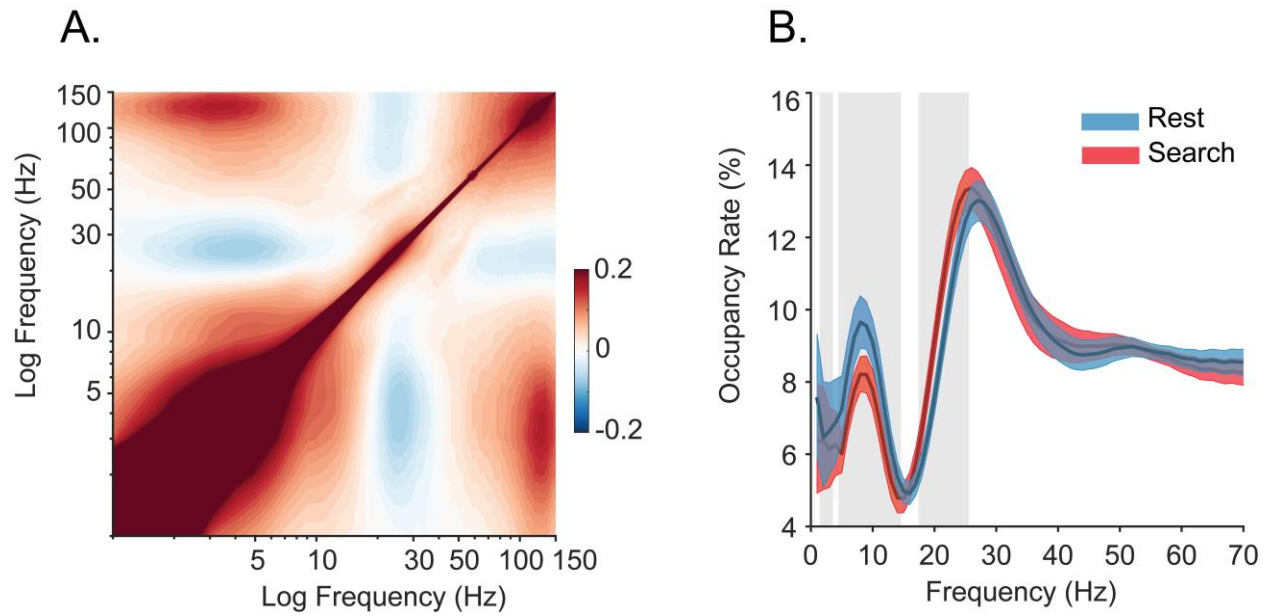 A.
Log Frequency (Hz)
150
100
50
30
10
5
5 10 30 50 100 150
Log Frequency (Hz)
0.2
0
-0.2
B.
Occupancy Rate (%)
16
14
12
10
8
6
4
Rest
Search
0 10 20 30 40 50 60 70
Frequency (Hz)